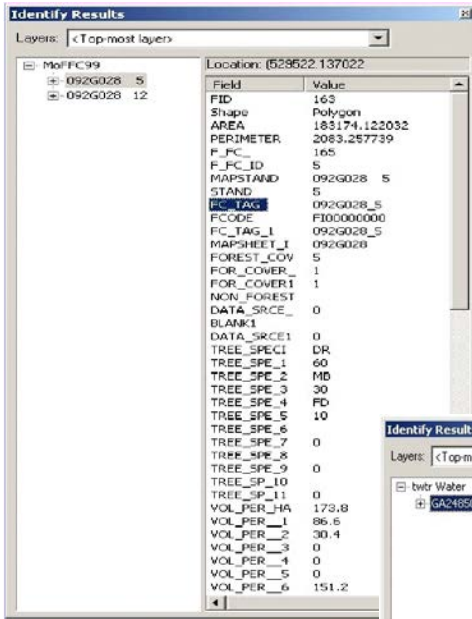 Identify Results
Layers: <Top-most layer>
MoFFC99
092G028 5
092G028 12
Location: (529522.137022
Field Value
FID 163
Shape Polygon
AREA 183174.122032
PERIMETER 2083.257739
F_FC_ 165
F_FC_ID 5
MAPSTAND 092G028 5
STAND 5
FC_TAG 092G028_5
FCODE FI00000000
FC_TAG_1 092G028_5
MAPSHEET_I 092G028
FOREST_COV 5
FOR_COVER_ 1
FOR_COVER1 1
NON_FOREST
DATA_SRCE_ 0
BLANK1
DATA_SRCE1 0
TREE_SPECI DR
TREE_SPE_1 60
TREE_SPE_2 MB
TREE_SPE_3 30
TREE_SPE_4 FD
TREE_SPE_5 10
TREE_SPE_6
TREE_SPE_7 0
TREE_SPE_8
TREE_SPE_9 0
TREE_SP_10
TREE_SP_11 0
VOL_PER_HA 173.8
VOL_PER__1 86.6
VOL_PER__2 30.4
VOL_PER__3 0
VOL_PER__4 0
VOL_PER__5 0
VOL_PER__6 151.2
Identify Result
Layers: <Top-m
twtr Water
GA2485